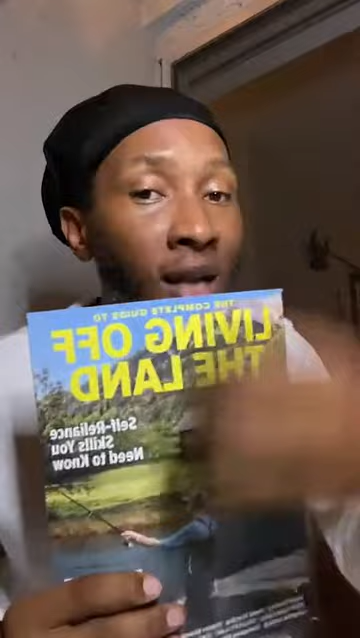 THE COMPLETE GUIDE TO
LIVING OFF
THE LAND
Self-Reliance
Skills You
Need to Know